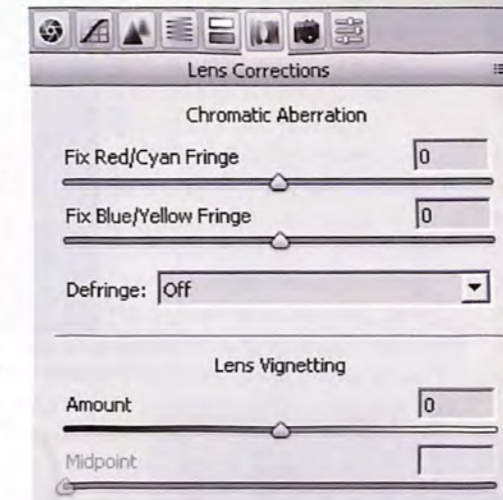 Lens Corrections
Chromatic Aberration
Fix Red/Cyan Fringe 0
Fix Blue/Yellow Fringe 0
Defringe: Off
Lens Vignetting
Amount 0
Midpoint